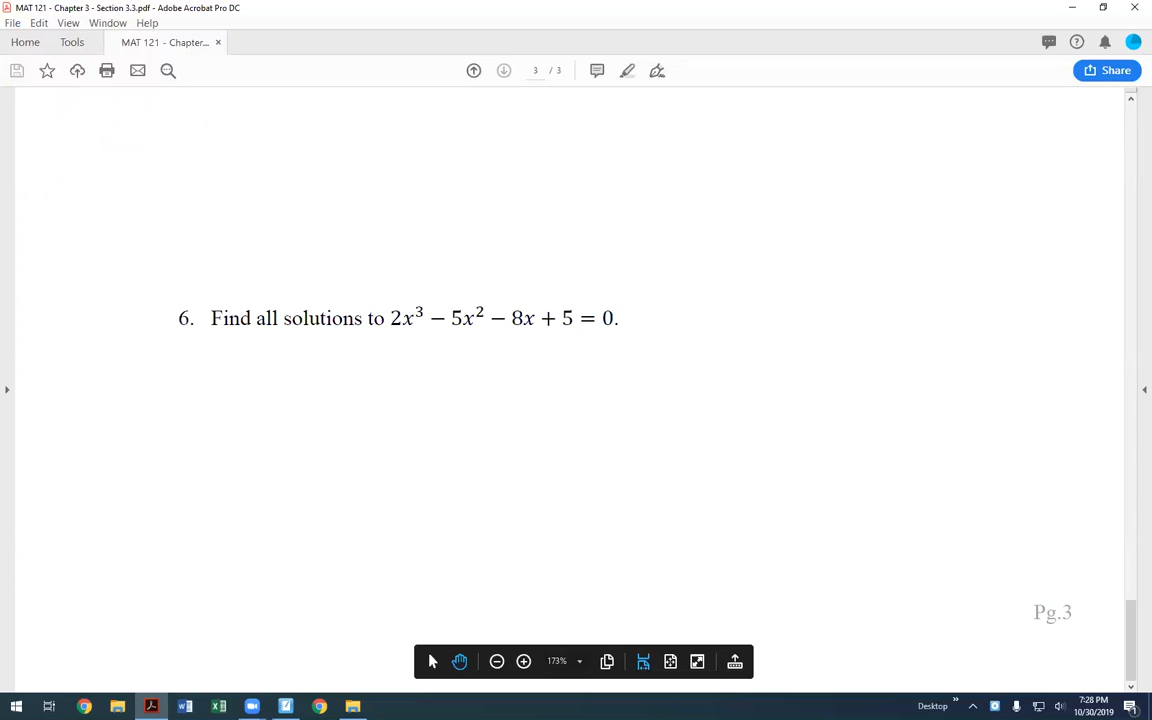 MAT 121 - Chapter 3 - Section 3.3.pdf - Adobe Acrobat Pro DC
File Edit View Window Help
Home Tools MAT 121 - Chapter... ×
3 / 3
Share
6. Find all solutions to 2x³ − 5x² − 8x + 5 = 0.
Pg.3
173%
Desktop »
7:28 PM
10/30/2019
1